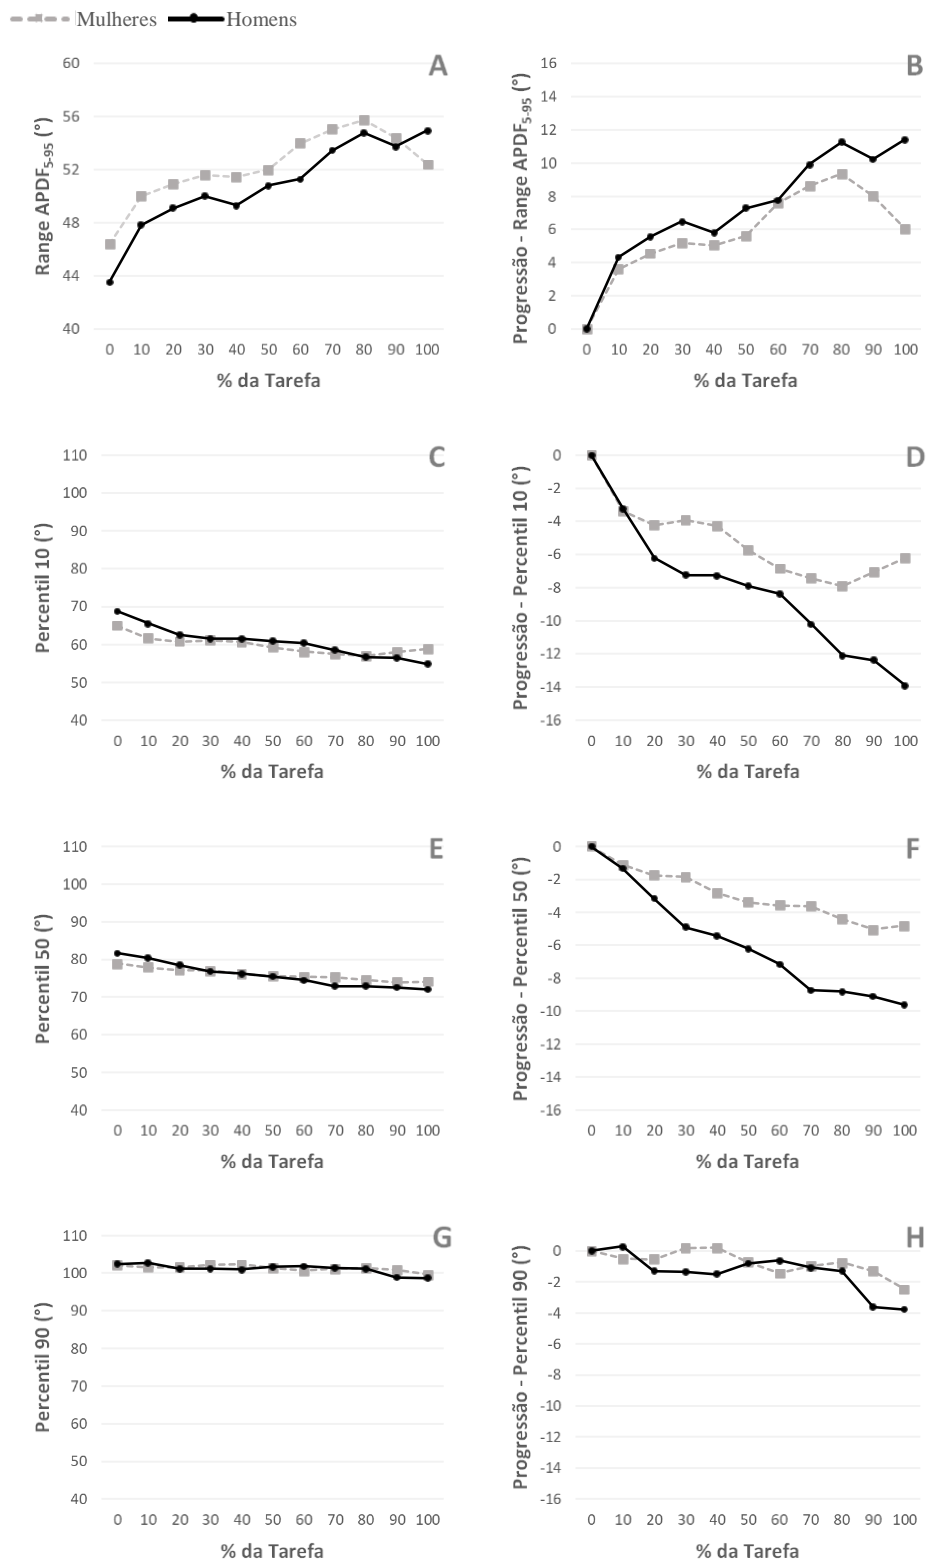 Mulheres Homens
A
Range APDF5-95 (°)
60
56
52
48
44
40
0 10 20 30 40 50 60 70 80 90 100
% da Tarefa
B
Progressão - Range APDF5-95 (°)
16
14
12
10
8
6
4
2
0
0 10 20 30 40 50 60 70 80 90 100
% da Tarefa
C
Percentil 10 (°)
110
100
90
80
70
60
50
40
0 10 20 30 40 50 60 70 80 90 100
% da Tarefa
D
Progressão - Percentil 10 (°)
0
-2
-4
-6
-8
-10
-12
-14
-16
0 10 20 30 40 50 60 70 80 90 100
% da Tarefa
E
Percentil 50 (°)
110
100
90
80
70
60
50
40
0 10 20 30 40 50 60 70 80 90 100
% da Tarefa
F
Progressão - Percentil 50 (°)
0
-2
-4
-6
-8
-10
-12
-14
-16
0 10 20 30 40 50 60 70 80 90 100
% da Tarefa
G
Percentil 90 (°)
110
100
90
80
70
60
50
40
0 10 20 30 40 50 60 70 80 90 100
% da Tarefa
H
Progressão - Percentil 90 (°)
0
-2
-4
-6
-8
-10
-12
-14
-16
0 10 20 30 40 50 60 70 80 90 100
% da Tarefa